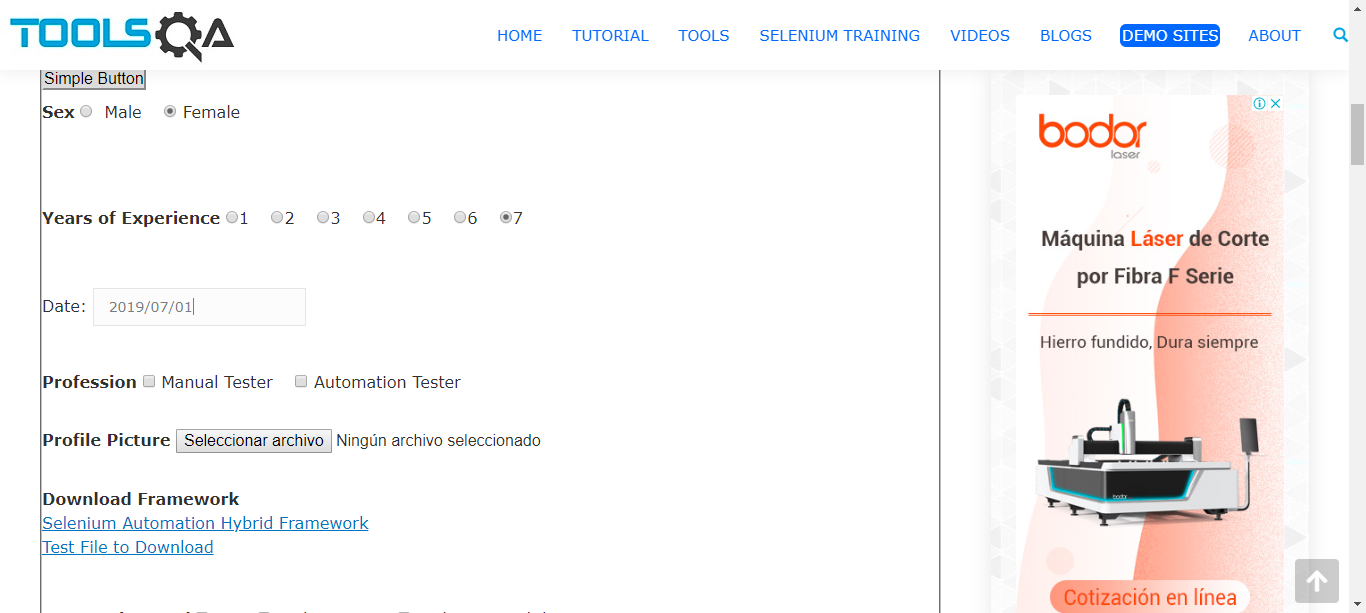 TOOLSQA
HOME TUTORIAL TOOLS SELENIUM TRAINING VIDEOS BLOGS DEMO SITES ABOUT
Simple Button
Sex Male Female
Years of Experience 1 2 3 4 5 6 7
Date: 2019/07/01
Profession Manual Tester Automation Tester
Profile Picture Seleccionar archivo Ningún archivo seleccionado
Download Framework
Selenium Automation Hybrid Framework
Test File to Download
bodor
laser
Máquina Láser de Corte
por Fibra F Serie
Hierro fundido, Dura siempre
bodor
Cotización en línea